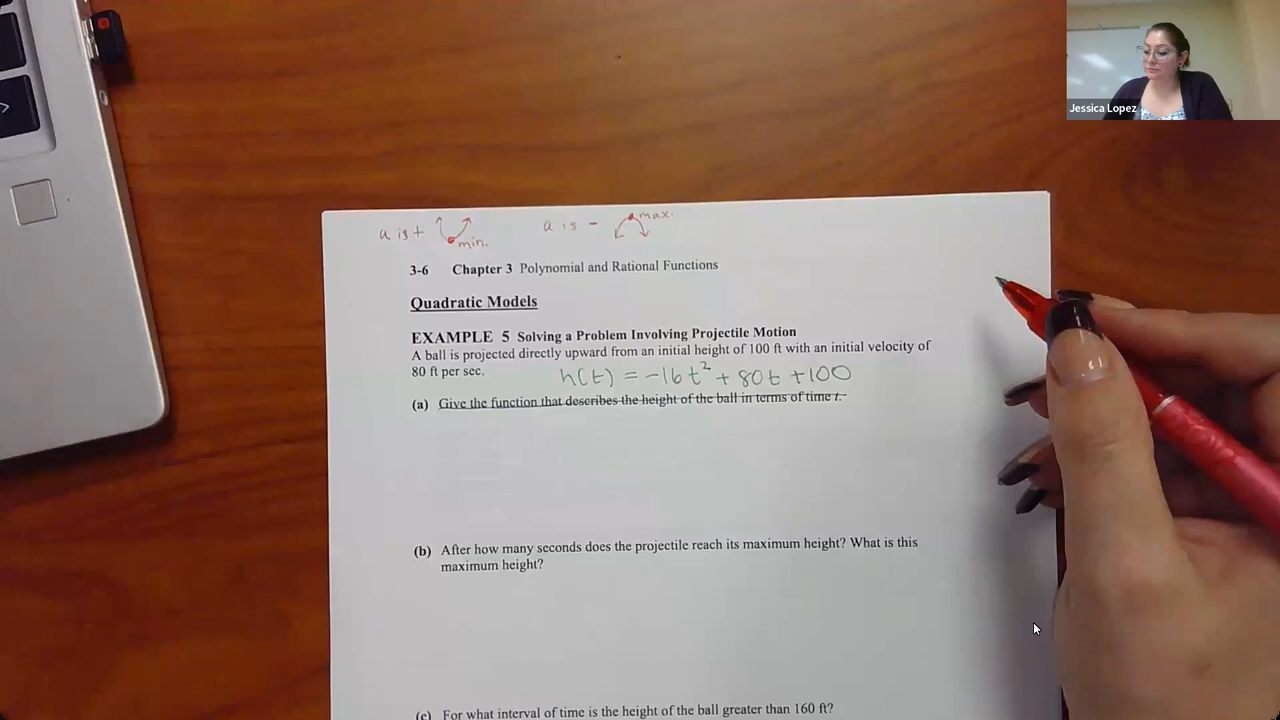 Jessica Lopez
a is + min.
a is - max.
3-6 Chapter 3 Polynomial and Rational Functions
Quadratic Models
EXAMPLE 5 Solving a Problem Involving Projectile Motion
A ball is projected directly upward from an initial height of 100 ft with an initial velocity of
80 ft per sec.
h(t) = -16t² + 80t + 100
(a) Give the function that describes the height of the ball in terms of time t.
(b) After how many seconds does the projectile reach its maximum height? What is this
maximum height?
(c) For what interval of time is the height of the ball greater than 160 ft?